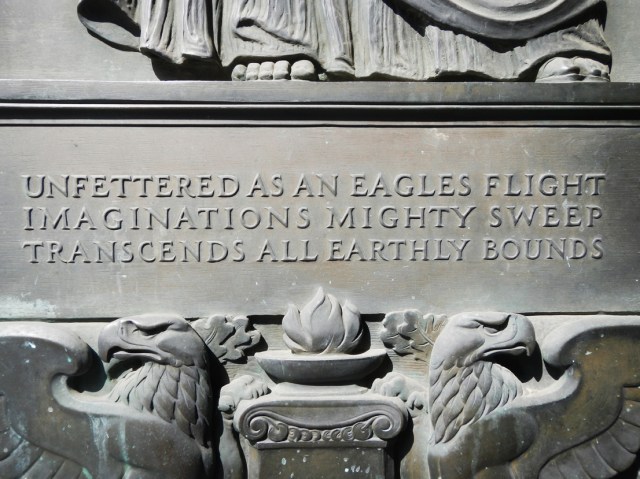 UNFETTERED AS AN EAGLES FLIGHT
IMAGINATIONS MIGHTY SWEEP
TRANSCENDS ALL EARTHLY BOUNDS